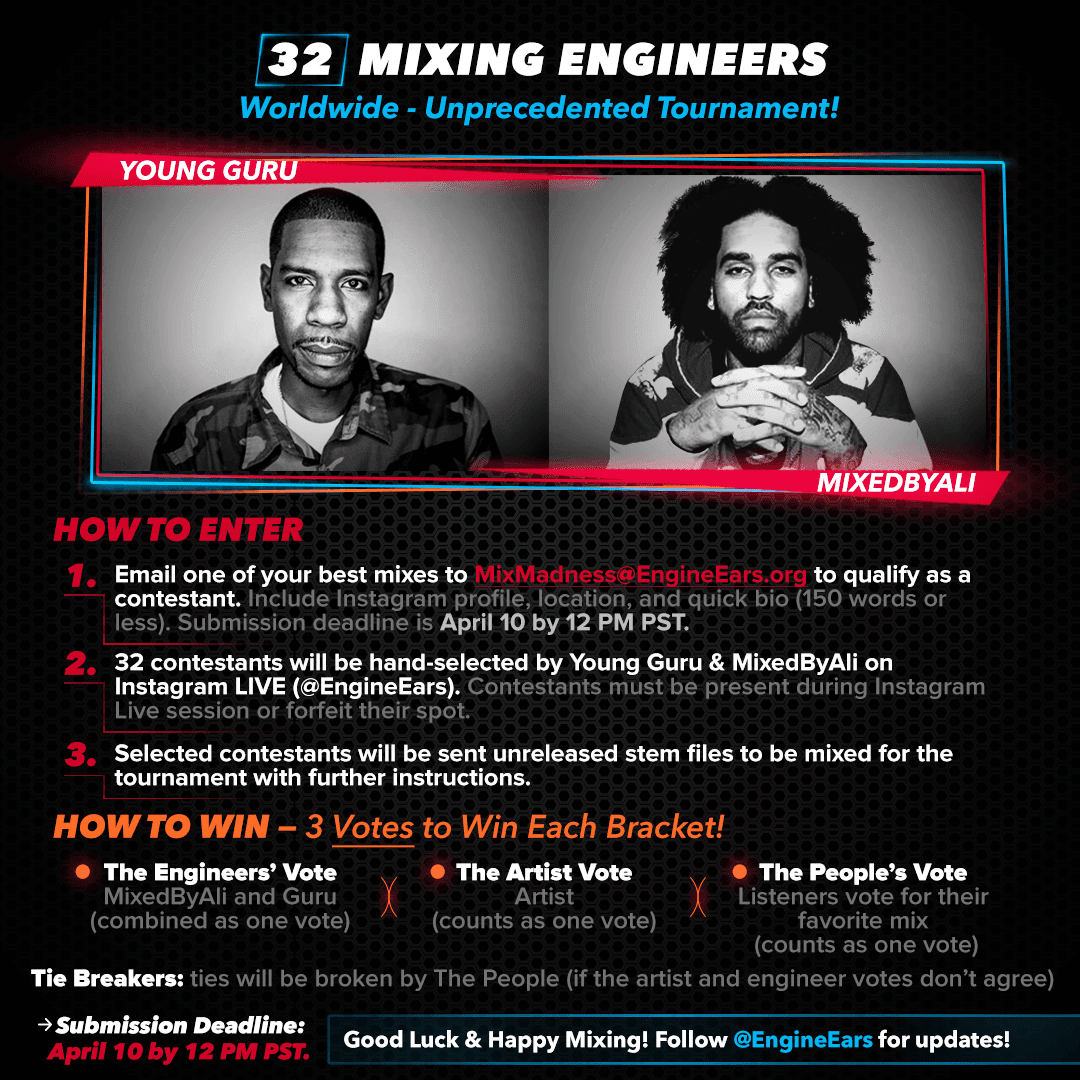 32 MIXING ENGINEERS
Worldwide - Unprecedented Tournament!
YOUNG GURU
MIXEDBYALI
HOW TO ENTER
1. Email one of your best mixes to MixMadness@EngineEars.org to qualify as a
contestant. Include Instagram profile, location, and quick bio (150 words or
less). Submission deadline is April 10 by 12 PM PST.
2. 32 contestants will be hand-selected by Young Guru & MixedByAli on
Instagram LIVE (@EngineEars). Contestants must be present during Instagram
Live session or forfeit their spot.
3. Selected contestants will be sent unreleased stem files to be mixed for the
tournament with further instructions.
HOW TO WIN – 3 Votes to Win Each Bracket!
The Engineers’ Vote
MixedByAli and Guru
(combined as one vote)
The Artist Vote
Artist
(counts as one vote)
The People’s Vote
Listeners vote for their
favorite mix
(counts as one vote)
Tie Breakers: ties will be broken by The People (if the artist and engineer votes don’t agree)
→Submission Deadline:
April 10 by 12 PM PST.
Good Luck & Happy Mixing! Follow @EngineEars for updates!